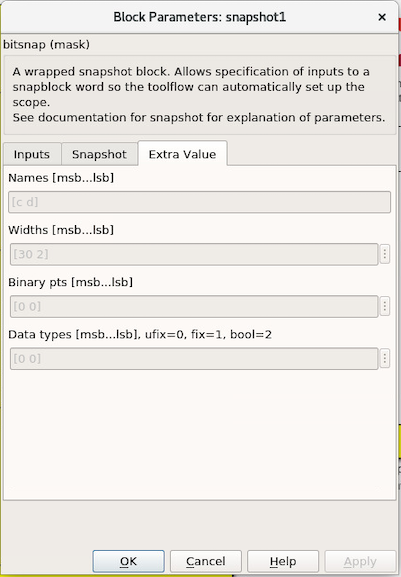 Block Parameters: snapshot1
×
bitsnap (mask)
A wrapped snapshot block. Allows specification of inputs to a
snapblock word so the toolflow can automatically set up the
scope.
See documentation for snapshot for explanation of parameters.
Inputs Snapshot Extra Value
Names [msb...lsb]
[c d]
Widths [msb...lsb]
[30 2]
Binary pts [msb...lsb]
[0 0]
Data types [msb...lsb], ufix=0, fix=1, bool=2
[0 0]
OK Cancel Help Apply